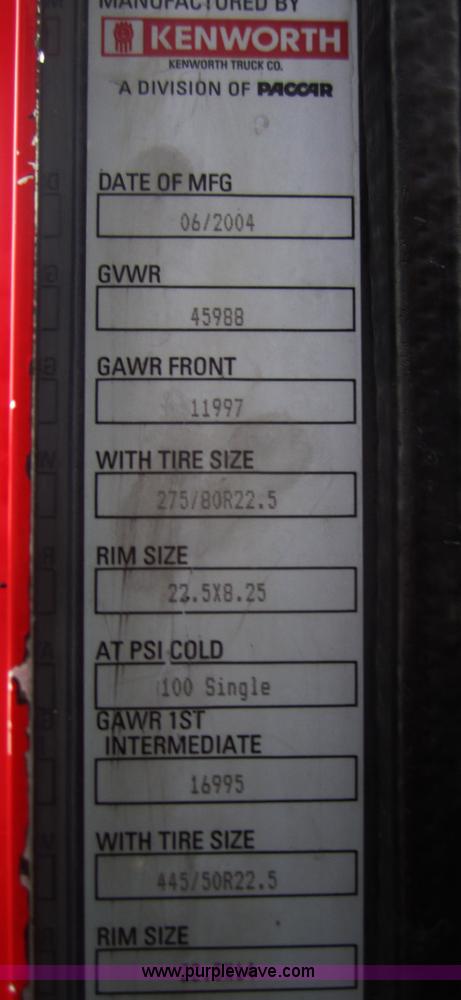 MANUFACTURED BY
KENWORTH
KENWORTH TRUCK CO.
A DIVISION OF PACCAR
DATE OF MFG
06/2004
GVWR
45988
GAWR FRONT
11997
WITH TIRE SIZE
275/80R22.5
RIM SIZE
22.5X8.25
AT PSI COLD
100 Single
GAWR 1ST
INTERMEDIATE
16995
WITH TIRE SIZE
445/50R22.5
RIM SIZE
www.purplewave.com